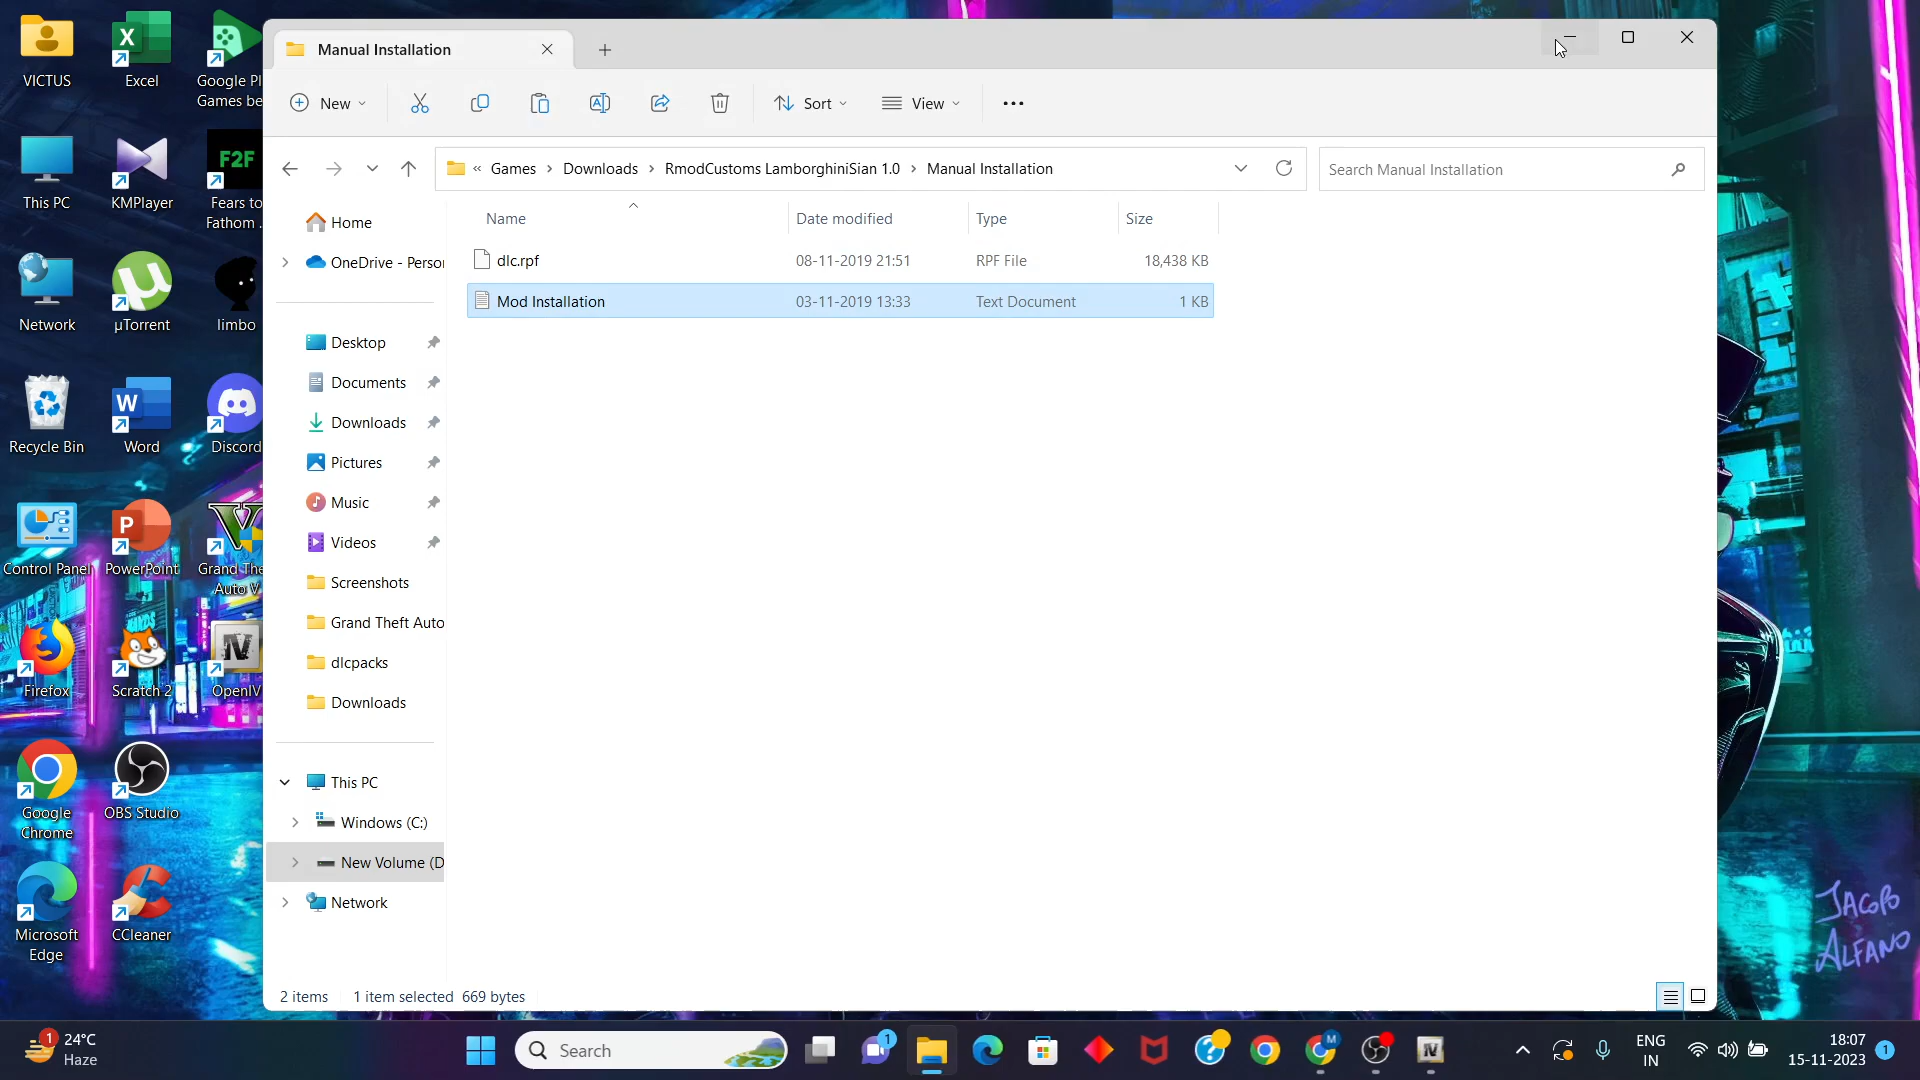 VICTUS
Excel
Google Pl
Games be
This PC
KMPlayer
F2F
Fears to
Fathom .
Network
µTorrent
limbo
Recycle Bin
Word
Discord
Control Panel
PowerPoint
Grand The
Auto V
Firefox
Scratch 2
OpenIV
Google
Chrome
OBS Studio
Microsoft
Edge
CCleaner
Manual Installation
New
Sort
View
« Games > Downloads > RmodCustoms LamborghiniSian 1.0 > Manual Installation
Search Manual Installation
Home
OneDrive - Person
Desktop
Documents
Downloads
Pictures
Music
Videos
Screenshots
Grand Theft Auto
dlcpacks
Downloads
This PC
Windows (C:)
New Volume (D
Network
Name Date modified Type Size
dlc.rpf 08-11-2019 21:51 RPF File 18,438 KB
Mod Installation 03-11-2019 13:33 Text Document 1 KB
2 items 1 item selected 669 bytes
JACOPO
ALFANO
1
24°C
Haze
Search
1
M
ENG
IN
18:07
15-11-2023
1